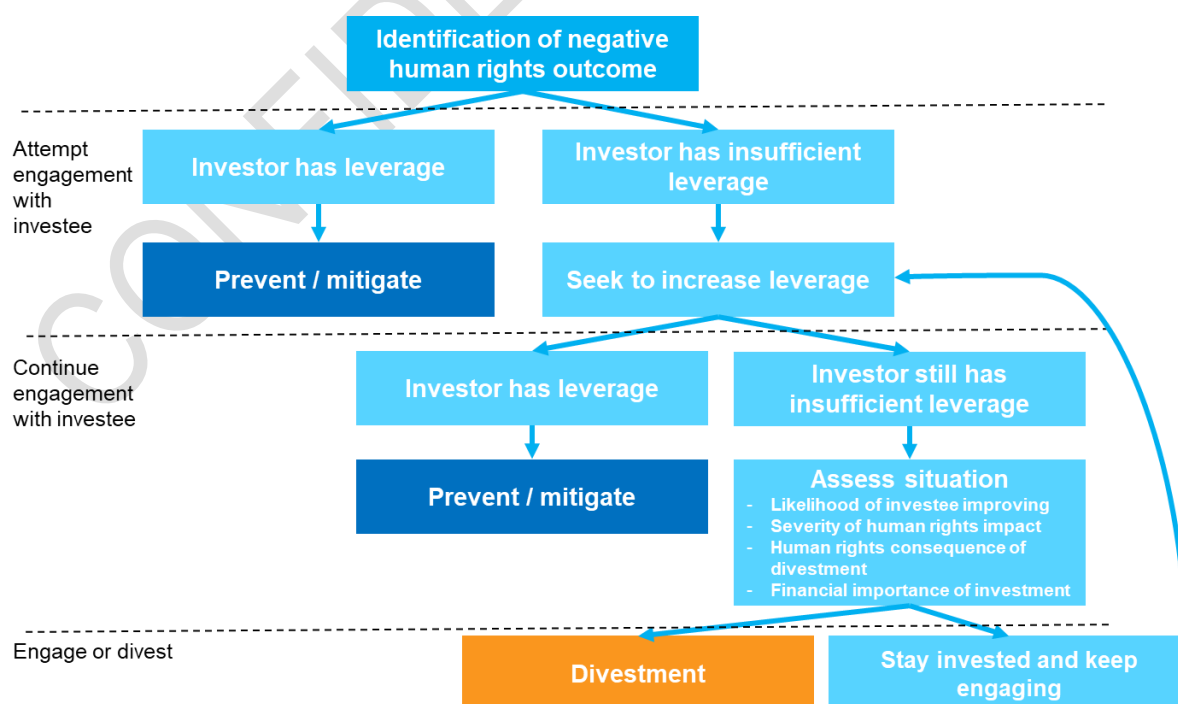 Identification of negative
human rights outcome
Attempt
engagement
with
investee
Investor has leverage
Investor has insufficient
leverage
Prevent / mitigate
Seek to increase leverage
Continue
engagement
with investee
Investor has leverage
Investor still has
insufficient leverage
Prevent / mitigate
Assess situation
- Likelihood of investee improving
- Severity of human rights impact
- Human rights consequence of
divestment
- Financial importance of investment
Engage or divest
Divestment
Stay invested and keep
engaging